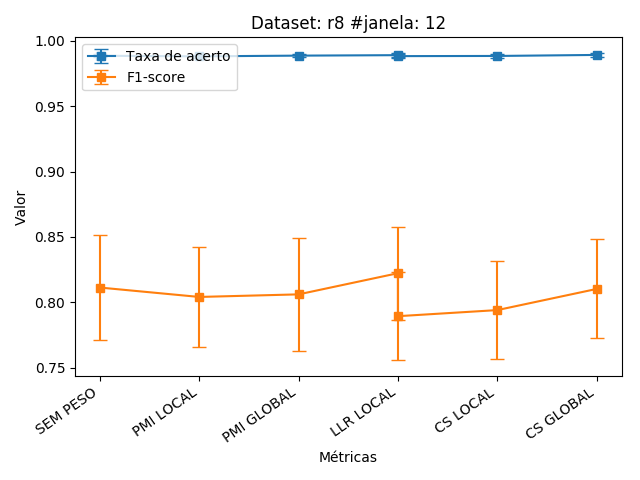 Dataset: r8 #janela: 12
Taxa de acerto
F1-score
Valor
1.00
0.95
0.90
0.85
0.80
0.75
SEM PESO
PMI LOCAL
PMI GLOBAL
LLR LOCAL
CS LOCAL
CS GLOBAL
Métricas